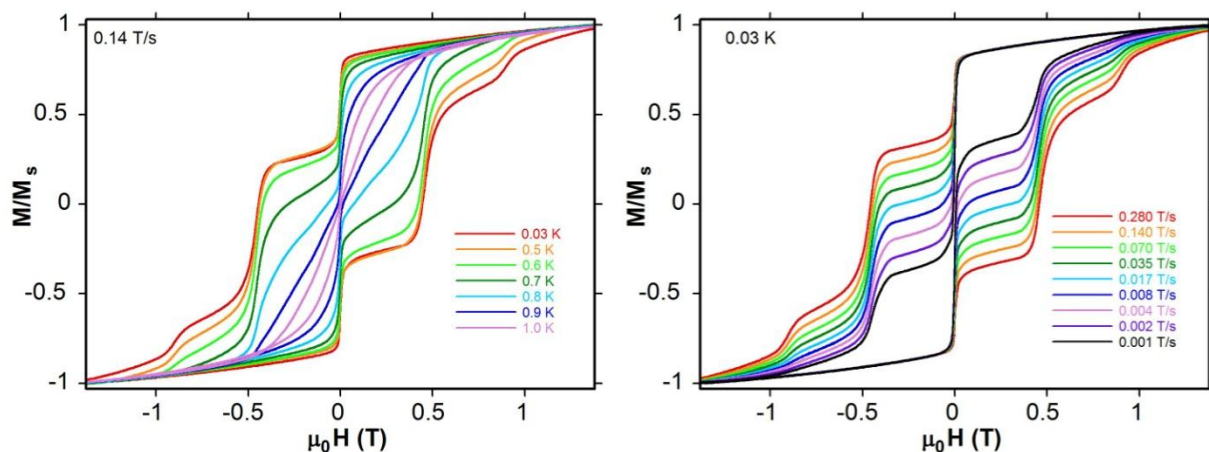 0.14 T/s
M/Ms
1
0.5
0
-0.5
-1
-1
-0.5
0
0.5
1
μ0H (T)
0.03 K
0.5 K
0.6 K
0.7 K
0.8 K
0.9 K
1.0 K
0.03 K
M/Ms
1
0.5
0
-0.5
-1
-1
-0.5
0
0.5
1
μ0H (T)
0.280 T/s
0.140 T/s
0.070 T/s
0.035 T/s
0.017 T/s
0.008 T/s
0.004 T/s
0.002 T/s
0.001 T/s